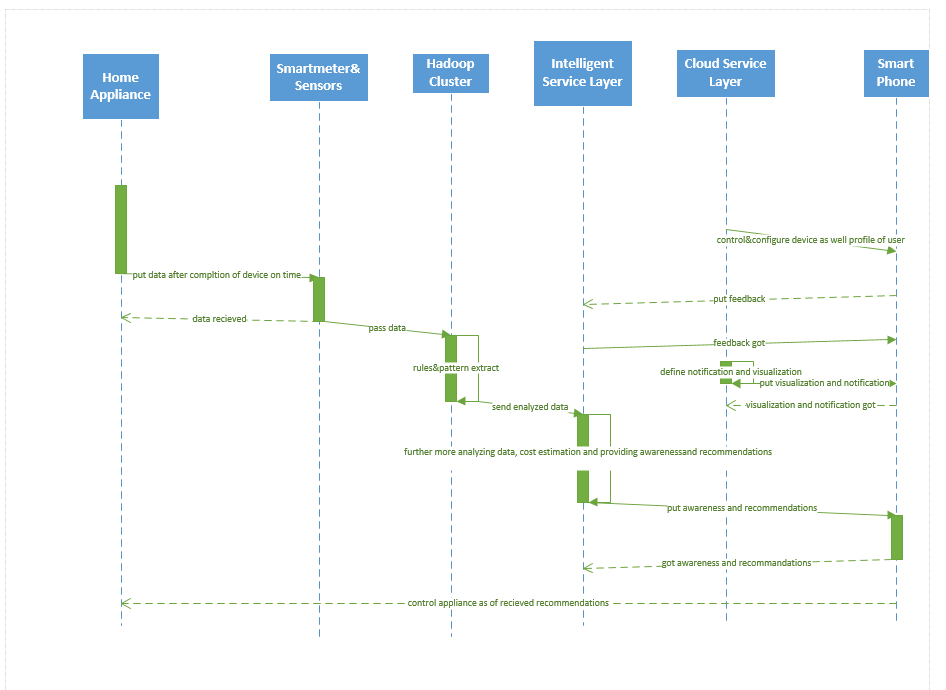 Home
Appliance
Smartmeter&
Sensors
Hadoop
Cluster
Intelligent
Service Layer
Cloud Service
Layer
Smart
Phone
control&configure device as well profile of user
put data after compltion of device on time
put feedback
data recieved
pass data
feedback got
rules&pattern extract
define notification and visualization
put visualization and notification
send enalyzed data
visualization and notification got
further more analyzing data, cost estimation and providing awarenessand recommendations
put awareness and recommendations
got awareness and recommandations
control appliance as of recieved recommendations